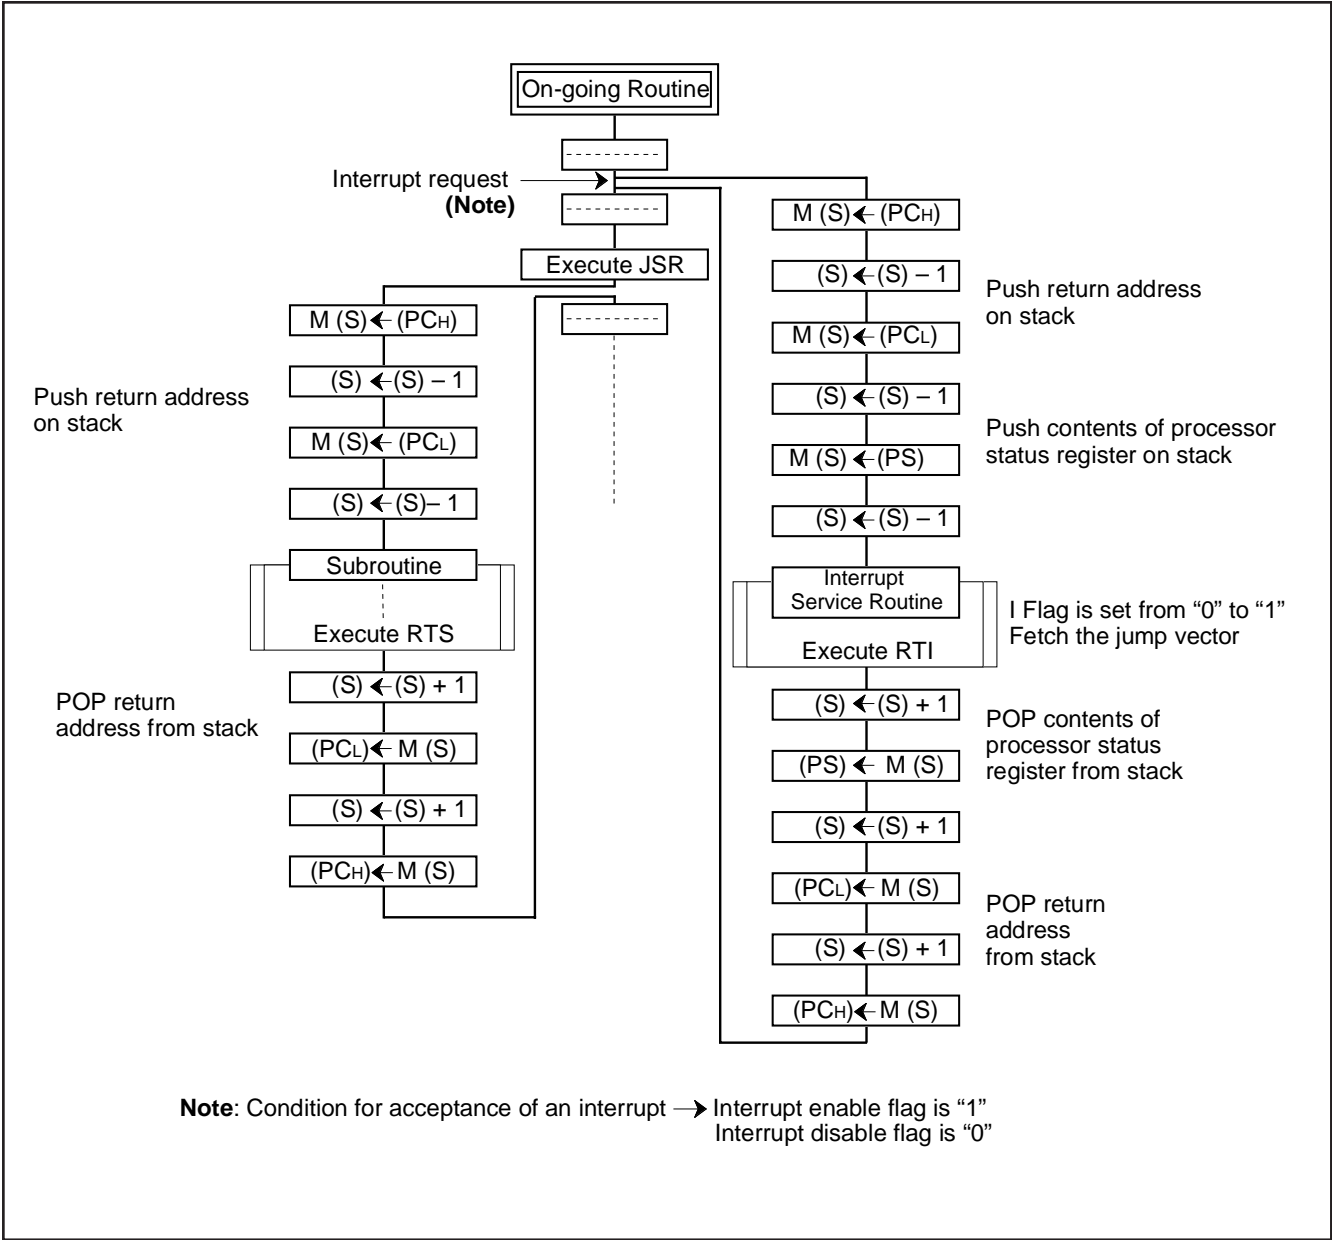 On-going Routine
Interrupt request
(Note)
Execute JSR
M (S) ← (PCH)
(S) ← (S) – 1
M (S) ← (PCL)
(S) ← (S)– 1
Push return address
on stack
Subroutine
Execute RTS
POP return
address from stack
(S) ← (S) + 1
(PCL) ← M (S)
(S) ← (S) + 1
(PCH) ← M (S)
M (S) ← (PCH)
(S) ← (S) – 1
M (S) ← (PCL)
(S) ← (S) – 1
M (S) ← (PS)
(S) ← (S) – 1
Push return address
on stack
Push contents of processor
status register on stack
Interrupt
Service Routine
Execute RTI
I Flag is set from “0” to “1”
Fetch the jump vector
(S) ← (S) + 1
(PS) ← M (S)
(S) ← (S) + 1
(PCL) ← M (S)
(S) ← (S) + 1
(PCH) ← M (S)
POP contents of
processor status
register from stack
POP return
address
from stack
Note: Condition for acceptance of an interrupt → Interrupt enable flag is “1”
Interrupt disable flag is “0”